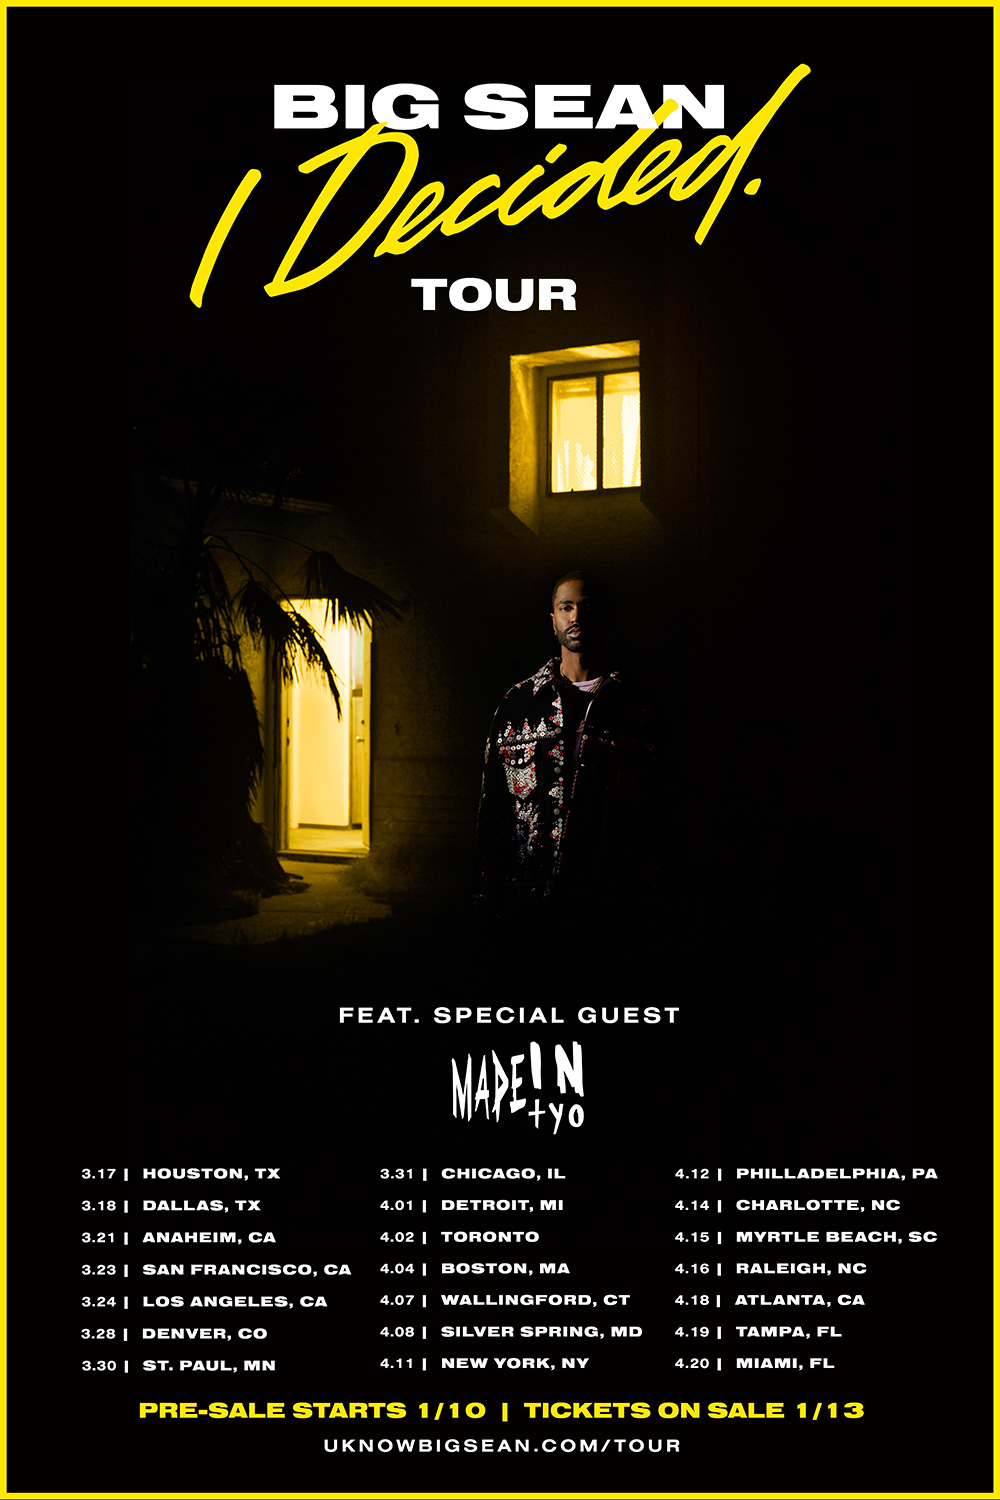 BIG SEAN
I Decided.
TOUR
FEAT. SPECIAL GUEST
MADEIN
TYO
3.17 | HOUSTON, TX
3.18 | DALLAS, TX
3.21 | ANAHEIM, CA
3.23 | SAN FRANCISCO, CA
3.24 | LOS ANGELES, CA
3.28 | DENVER, CO
3.30 | ST. PAUL, MN
3.31 | CHICAGO, IL
4.01 | DETROIT, MI
4.02 | TORONTO
4.04 | BOSTON, MA
4.07 | WALLINGFORD, CT
4.08 | SILVER SPRING, MD
4.11 | NEW YORK, NY
4.12 | PHILLADELPHIA, PA
4.14 | CHARLOTTE, NC
4.15 | MYRTLE BEACH, SC
4.16 | RALEIGH, NC
4.18 | ATLANTA, CA
4.19 | TAMPA, FL
4.20 | MIAMI, FL
PRE-SALE STARTS 1/10 | TICKETS ON SALE 1/13
UKNOWBIGSEAN.COM/TOUR